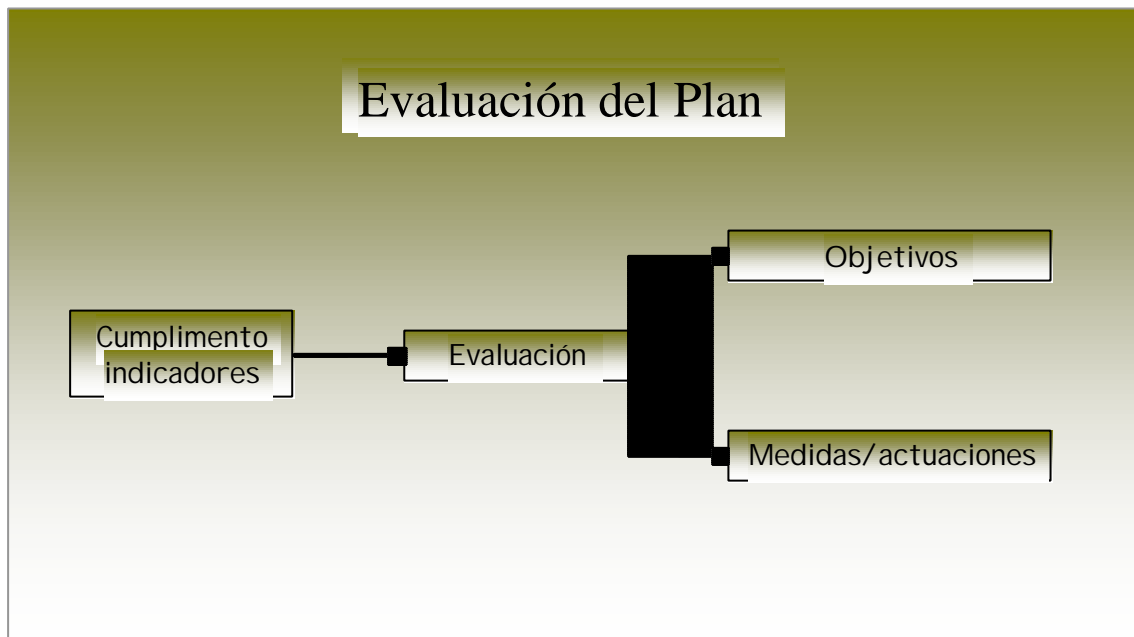 Evaluación del Plan
Cumplimento
indicadores
Evaluación
Objetivos
Medidas/actuaciones